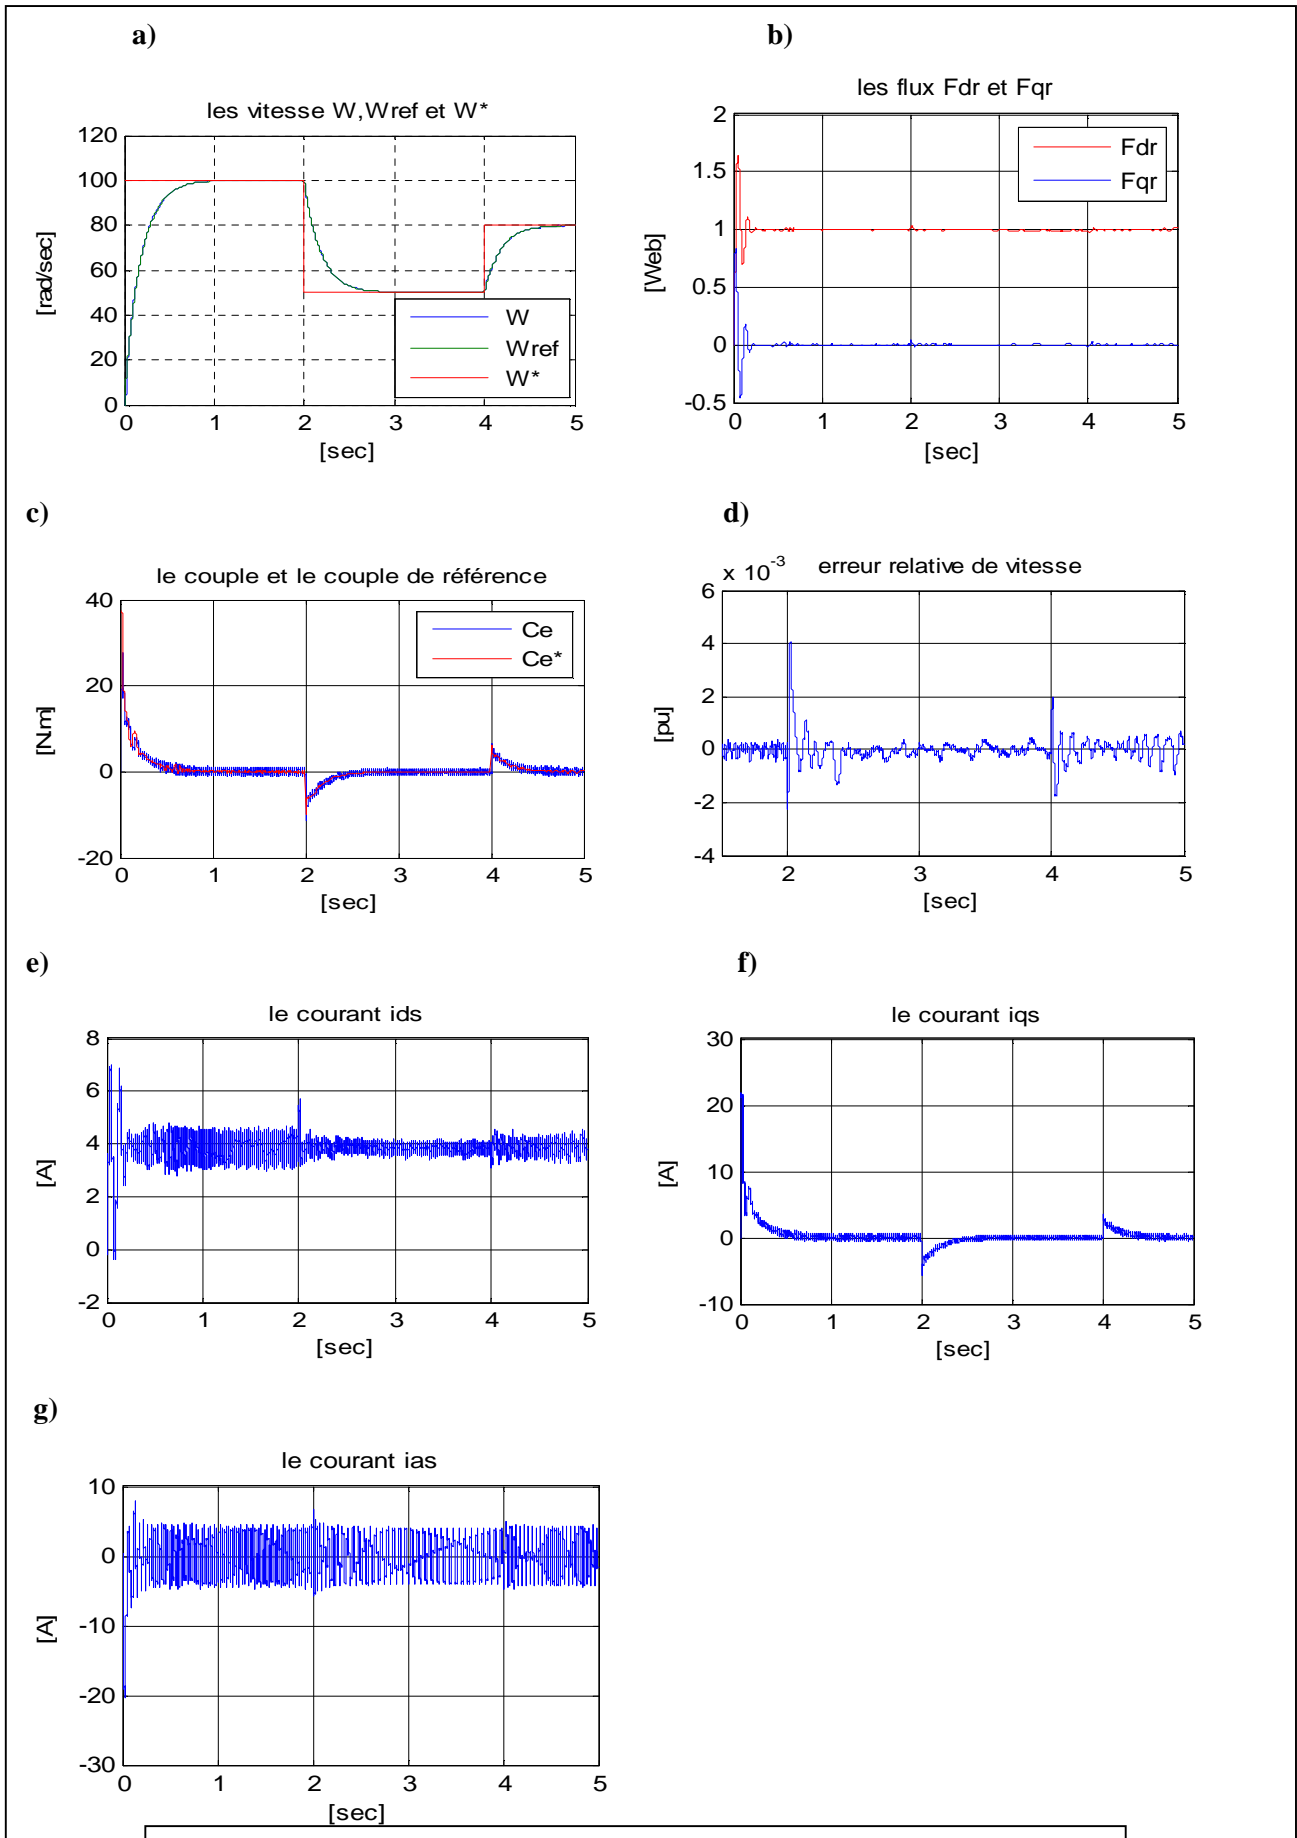 a)
b)
les vitesse W,Wref et W*
120
100
80
60
40
20
0
0 1 2 3 4 5
[rad/sec]
[sec]
W
Wref
W*
les flux Fdr et Fqr
2
1.5
1
0.5
0
-0.5
0 1 2 3 4 5
[Web]
[sec]
Fdr
Fqr
c)
d)
le couple et le couple de référence
40
20
0
-20
0 1 2 3 4 5
[N.m]
[sec]
Ce
Ce*
x 10-3
erreur relative de vitesse
6
4
2
0
-2
-4
2 3 4 5
[pu]
[sec]
e)
f)
le courant ids
8
6
4
2
0
-2
0 1 2 3 4 5
[A]
[sec]
le courant iqs
30
20
10
0
-10
0 1 2 3 4 5
[A]
[sec]
g)
le courant ias
10
0
-10
-20
-30
0 1 2 3 4 5
[A]
[sec]